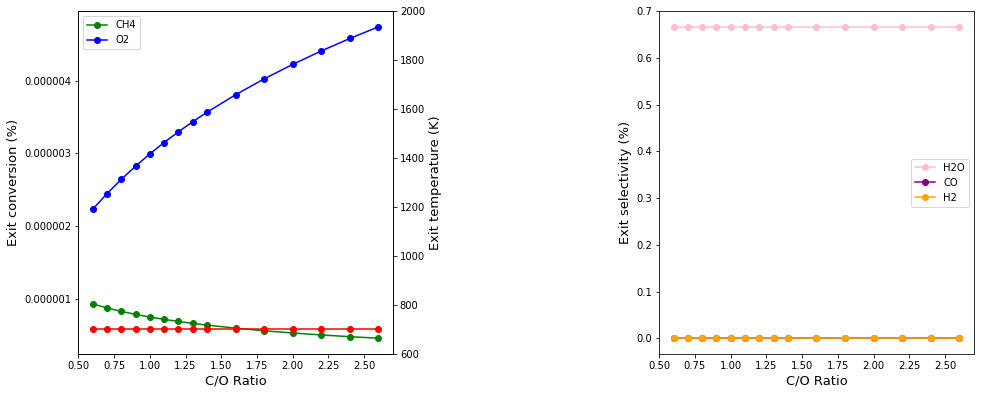 CH4
O2
Exit conversion (%)
0.000004
0.000003
0.000002
0.000001
0.50 0.75 1.00 1.25 1.50 1.75 2.00 2.25 2.50
C/O Ratio
2000
1800
1600
1400
1200
1000
800
600
Exit temperature (K)
Exit selectivity (%)
0.7
0.6
0.5
0.4
0.3
0.2
0.1
0.0
H2O
CO
H2
0.50 0.75 1.00 1.25 1.50 1.75 2.00 2.25 2.50
C/O Ratio